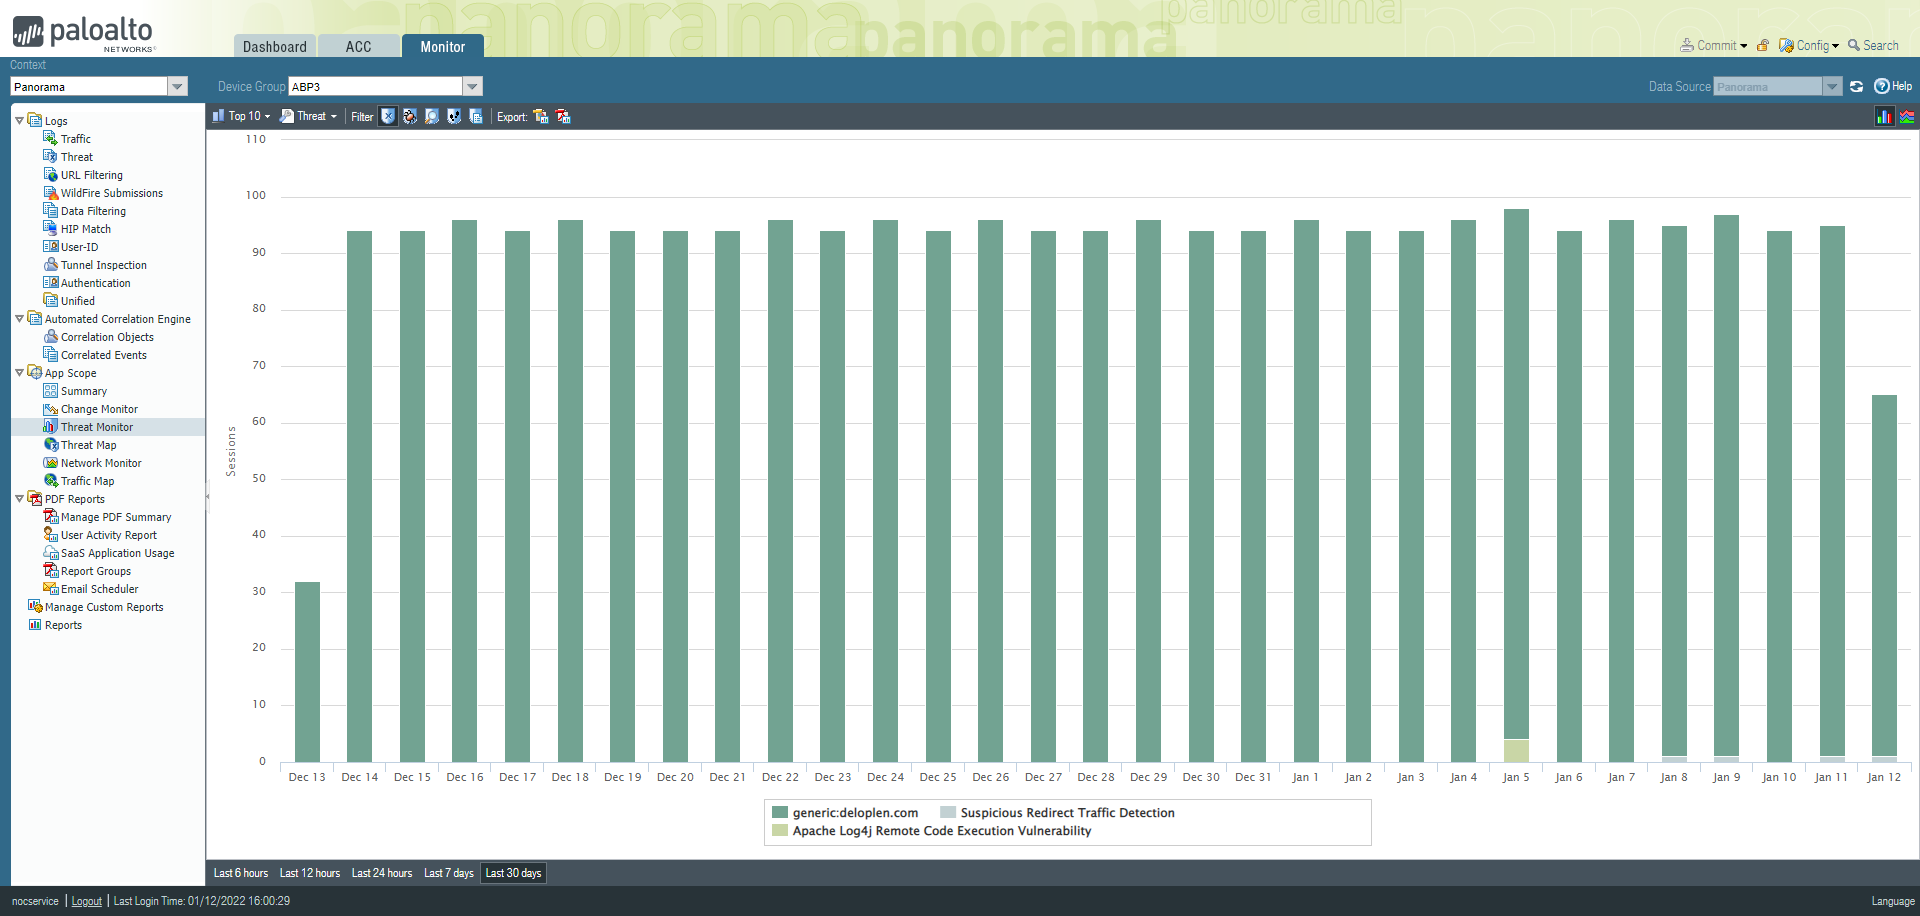 paloalto
NETWORKS
panorama
panorama
panorama
panorama
Dashboard
ACC
Monitor
Commit
Config
Search
Context
Panorama
Device Group
ABP3
Data Source
Panorama
Help
Top 10
Threat
Filter
Export:
Logs
Traffic
Threat
URL Filtering
WildFire Submissions
Data Filtering
HIP Match
User-ID
Tunnel Inspection
Authentication
Unified
Automated Correlation Engine
Correlation Objects
Correlated Events
App Scope
Summary
Change Monitor
Threat Monitor
Threat Map
Network Monitor
Traffic Map
PDF Reports
Manage PDF Summary
User Activity Report
SaaS Application Usage
Report Groups
Email Scheduler
Manage Custom Reports
Reports
110
100
90
80
70
60
50
40
30
20
10
0
Sessions
Dec 13 Dec 14 Dec 15 Dec 16 Dec 17 Dec 18 Dec 19 Dec 20 Dec 21 Dec 22 Dec 23 Dec 24 Dec 25 Dec 26 Dec 27 Dec 28 Dec 29 Dec 30 Dec 31 Jan 1 Jan 2 Jan 3 Jan 4 Jan 5 Jan 6 Jan 7 Jan 8 Jan 9 Jan 10 Jan 11 Jan 12
generic:deloplen.com Suspicious Redirect Traffic Detection
Apache Log4j Remote Code Execution Vulnerability
Last 6 hours Last 12 hours Last 24 hours Last 7 days Last 30 days
nocservice | Logout | Last Login Time: 01/12/2022 16:00:29
Language